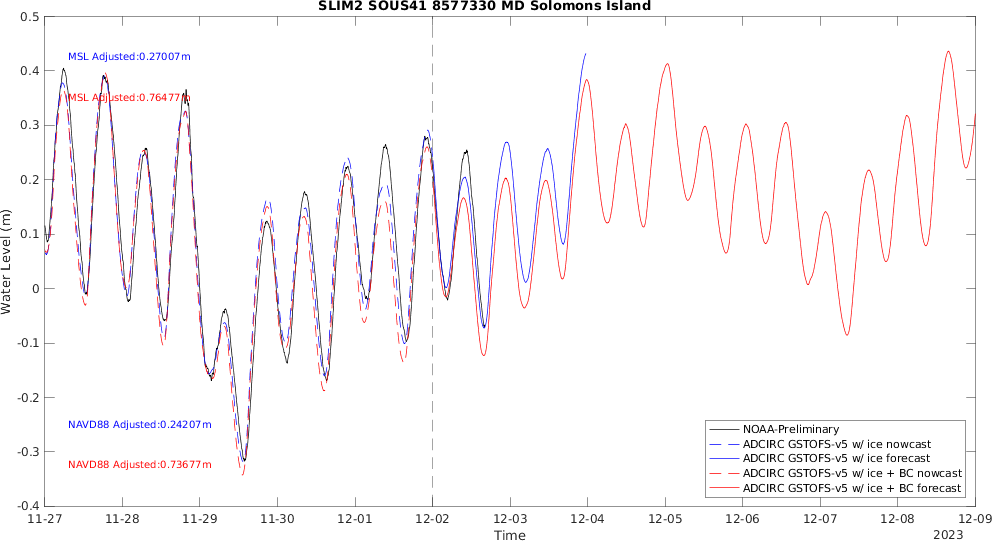 SLIM2 SOUS41 8577330 MD Solomons Island
0.5
0.4
0.3
0.2
0.1
0
-0.1
-0.2
-0.3
-0.4
Water Level (m)
MSL Adjusted:0.27007m
MSL Adjusted:0.76477m
NAVD88 Adjusted:0.24207m
NAVD88 Adjusted:0.73677m
NOAA-Preliminary
ADCIRC GSTOFS-v5 w/ ice nowcast
ADCIRC GSTOFS-v5 w/ ice forecast
ADCIRC GSTOFS-v5 w/ ice + BC nowcast
ADCIRC GSTOFS-v5 w/ ice + BC forecast
11-27 11-28 11-29 11-30 12-01 12-02 12-03 12-04 12-05 12-06 12-07 12-08 12-09
Time
2023